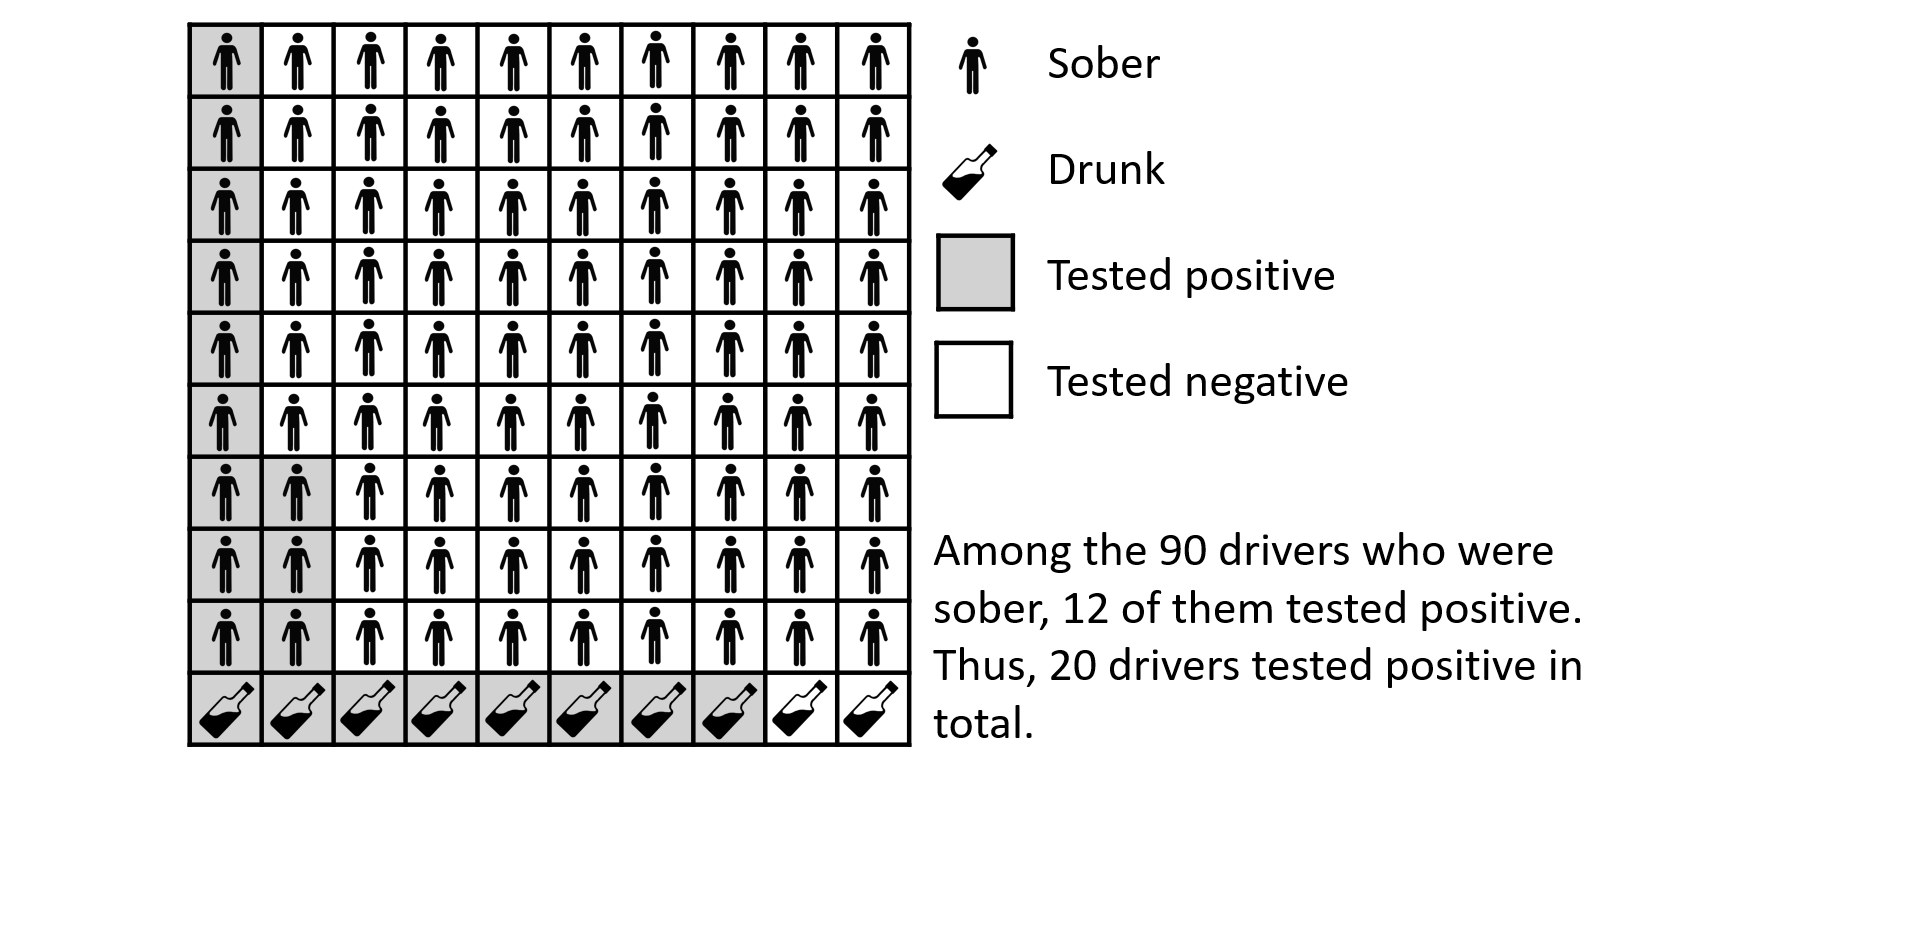 Sober
Drunk
Tested positive
Tested negative
Among the 90 drivers who were
sober, 12 of them tested positive.
Thus, 20 drivers tested positive in
total.